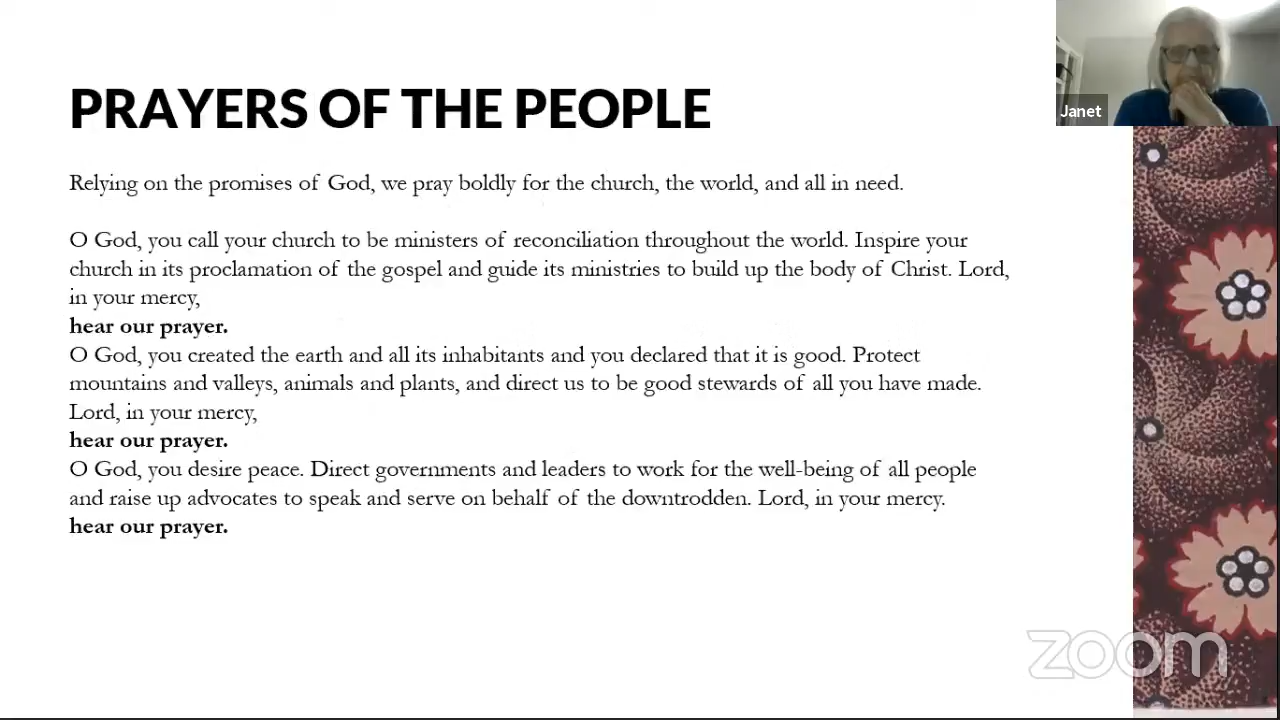 PRAYERS OF THE PEOPLE
Janet
Relying on the promises of God, we pray boldly for the church, the world, and all in need.
O God, you call your church to be ministers of reconciliation throughout the world. Inspire your
church in its proclamation of the gospel and guide its ministries to build up the body of Christ. Lord,
in your mercy,
hear our prayer.
O God, you created the earth and all its inhabitants and you declared that it is good. Protect
mountains and valleys, animals and plants, and direct us to be good stewards of all you have made.
Lord, in your mercy,
hear our prayer.
O God, you desire peace. Direct governments and leaders to work for the well-being of all people
and raise up advocates to speak and serve on behalf of the downtrodden. Lord, in your mercy.
hear our prayer.
zoom